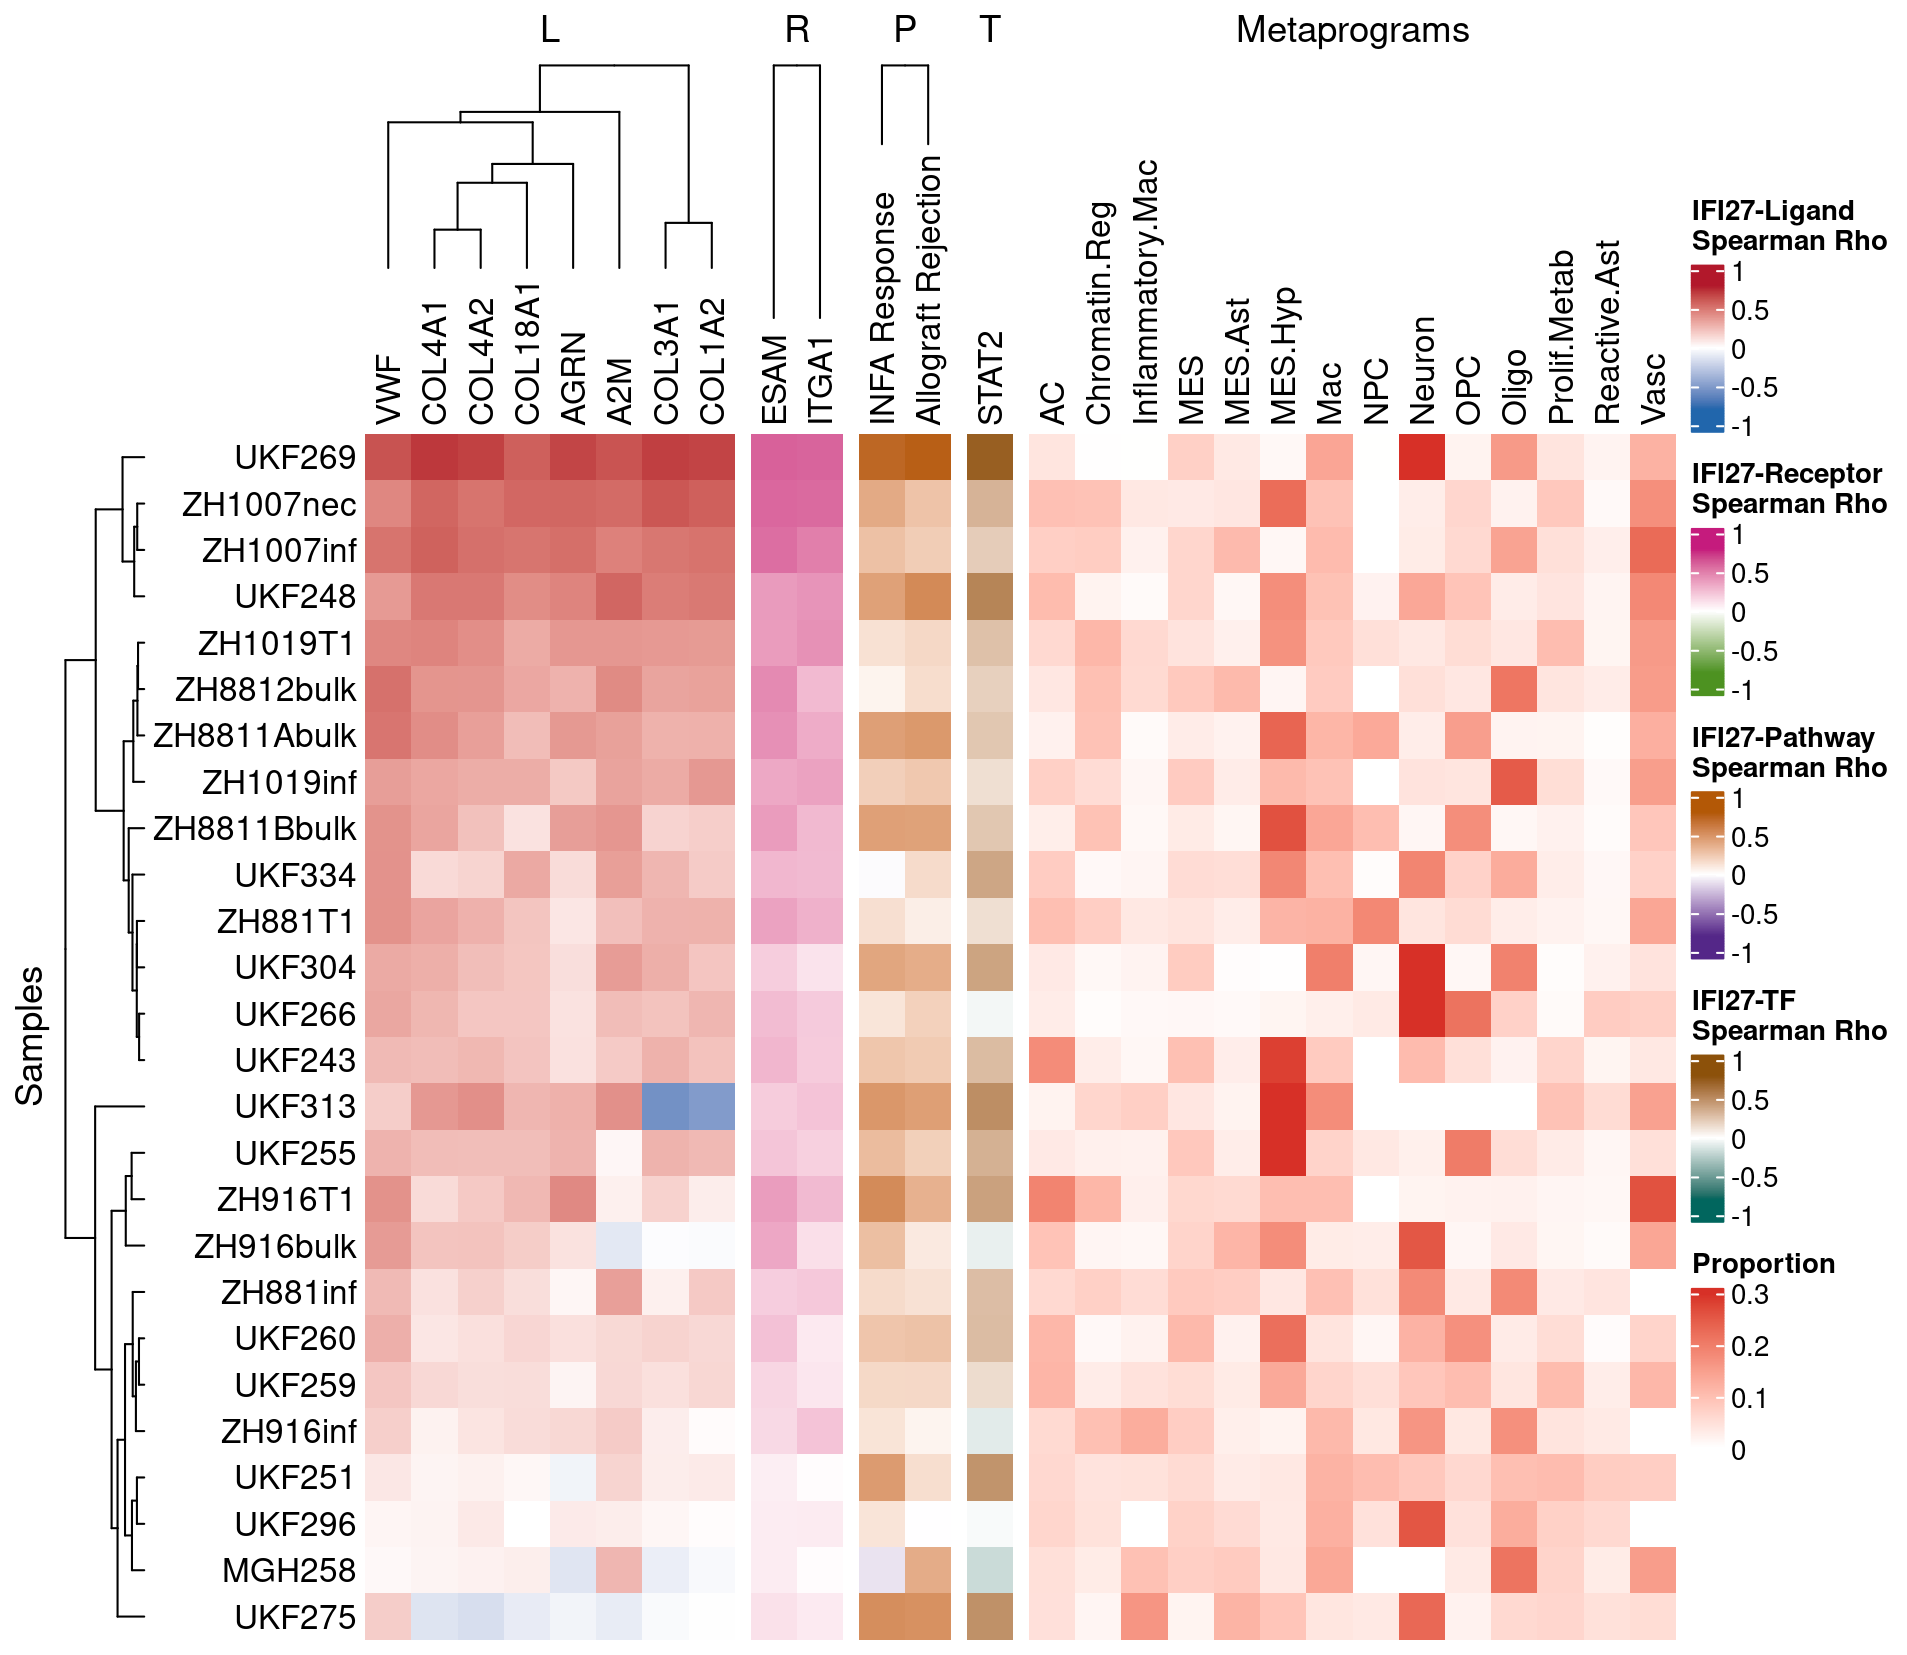 L R P T Metaprograms
VWF
COL4A1
COL4A2
COL18A1
AGRN
A2M
COL3A1
COL1A2
ESAM
ITGA1
INFA Response
Allograft Rejection
STAT2
AC
Chromatin.Reg
Inflammatory.Mac
MES
MES.Ast
MES.Hyp
Mac
NPC
Neuron
OPC
Oligo
Prolif.Metab
Reactive.Ast
Vasc
Samples
UKF269
ZH1007nec
ZH1007inf
UKF248
ZH1019T1
ZH8812bulk
ZH8811Abulk
ZH1019inf
ZH8811Bbulk
UKF334
ZH881T1
UKF304
UKF266
UKF243
UKF313
UKF255
ZH916T1
ZH916bulk
ZH881inf
UKF260
UKF259
ZH916inf
UKF251
UKF296
MGH258
UKF275
IFI27-Ligand
Spearman Rho
1
0.5
0
-0.5
-1
IFI27-Receptor
Spearman Rho
1
0.5
0
-0.5
-1
IFI27-Pathway
Spearman Rho
1
0.5
0
-0.5
-1
IFI27-TF
Spearman Rho
1
0.5
0
-0.5
-1
Proportion
0.3
0.2
0.1
0